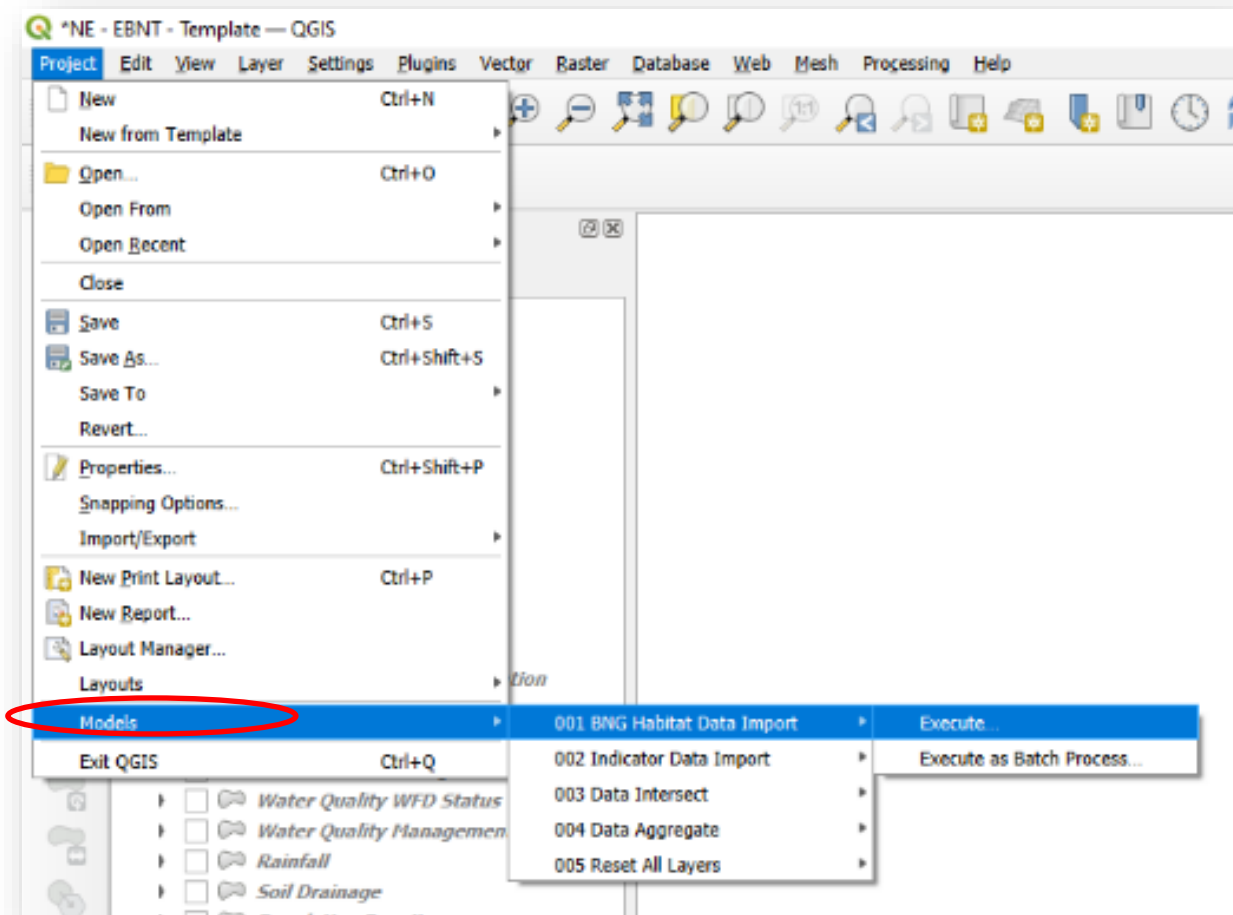 *NE - EBNT - Template — QGIS
Project Edit View Layer Settings Plugins Vector Raster Database Web Mesh Processing Help
New Ctrl+N
New from Template
Open... Ctrl+O
Open From
Open Recent
Close
Save Ctrl+S
Save As... Ctrl+Shift+S
Save To
Revert...
Properties... Ctrl+Shift+P
Snapping Options...
Import/Export
New Print Layout... Ctrl+P
New Report...
Layout Manager...
Layouts
Models
Exit QGIS Ctrl+Q
001 BNG Habitat Data Import
002 Indicator Data Import
003 Data Intersect
004 Data Aggregate
005 Reset All Layers
Execute...
Execute as Batch Process...
tion
Water Quality WFD Status
Water Quality Managemen
Rainfall
Soil Drainage